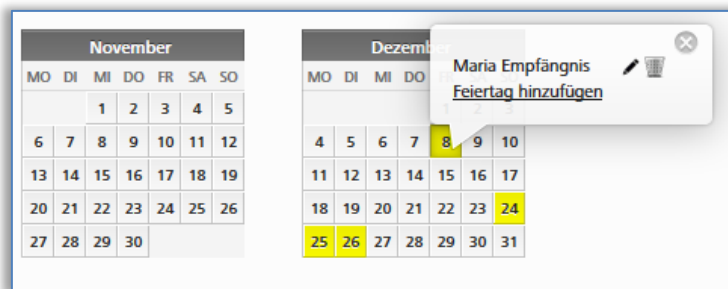 November
MO DI MI DO FR SA SO
1 2 3 4 5
6 7 8 9 10 11 12
13 14 15 16 17 18 19
20 21 22 23 24 25 26
27 28 29 30
Dezember
MO DI MI DO FR SA SO
1 2 3
4 5 6 7 8 9 10
11 12 13 14 15 16 17
18 19 20 21 22 23 24
25 26 27 28 29 30 31
Maria Empfängnis
Feiertag hinzufügen